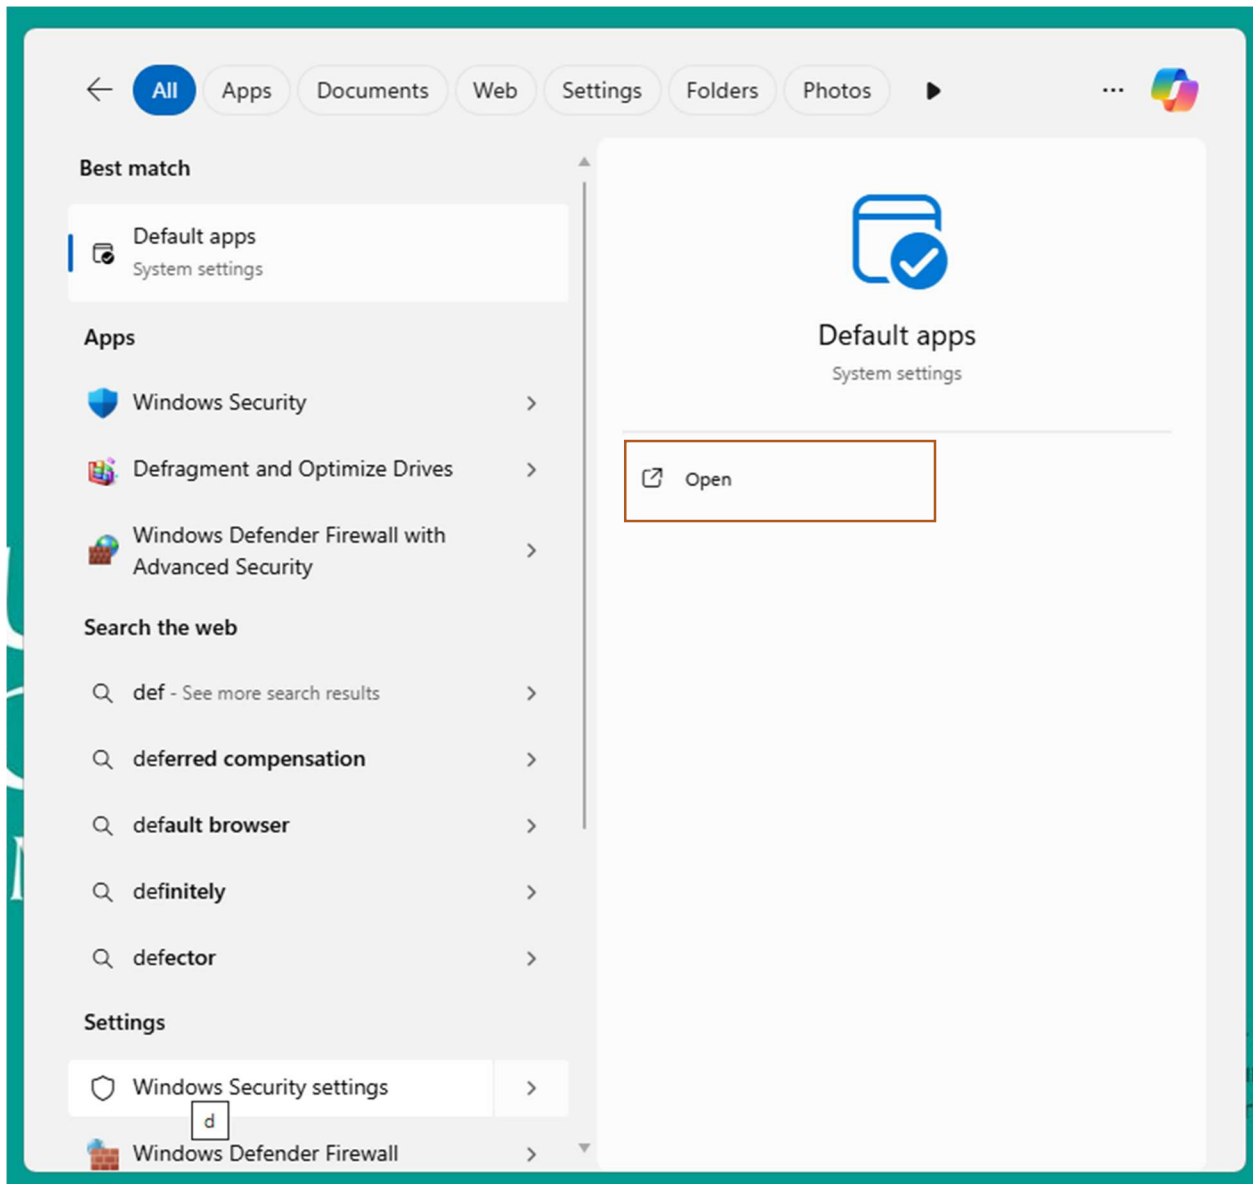 All Apps Documents Web Settings Folders Photos
Best match
Default apps
System settings
Apps
Windows Security
Defragment and Optimize Drives
Windows Defender Firewall with
Advanced Security
Search the web
def - See more search results
deferred compensation
default browser
definitely
defector
Settings
Windows Security settings
d
Windows Defender Firewall
Default apps
System settings
Open